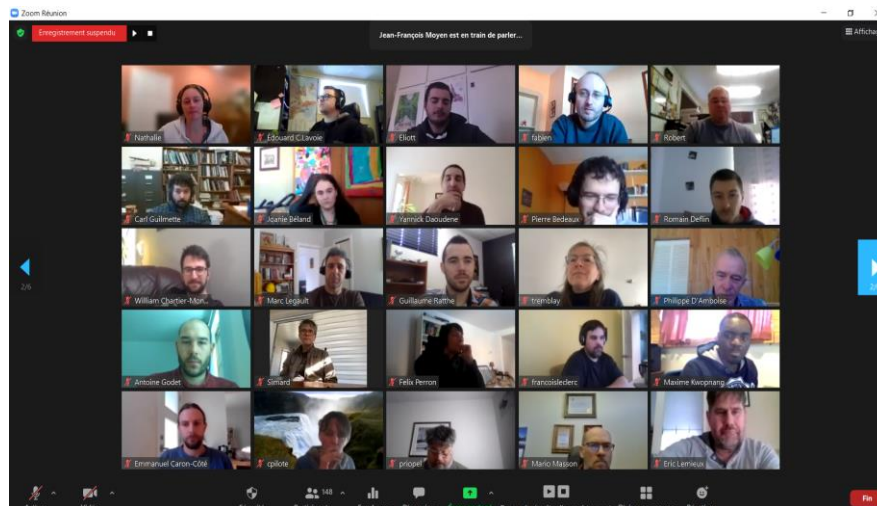 Zoom Réunion
Enregistrement suspendu
Jean-François Moyen est en train de parler...
Nathalie
Édouard C.Lavoie
Eliott
fabien
Robert
Carl Guilmette
Joanie Béland
Yannick Daoudene
Pierre Bedeaux
Romain Deflin
William Chartier-Mon...
Marc Legault
Guillaume Ratthe
tremblay
Philippe D'Amboise
2/6
Antoine Godet
Simard
Felix Perron
francoisleclerc
Maxime Kwopnang
Emmanuel Caron-Côté
cpilote
priopel
Mario Masson
Eric Lemieux
148
Fin